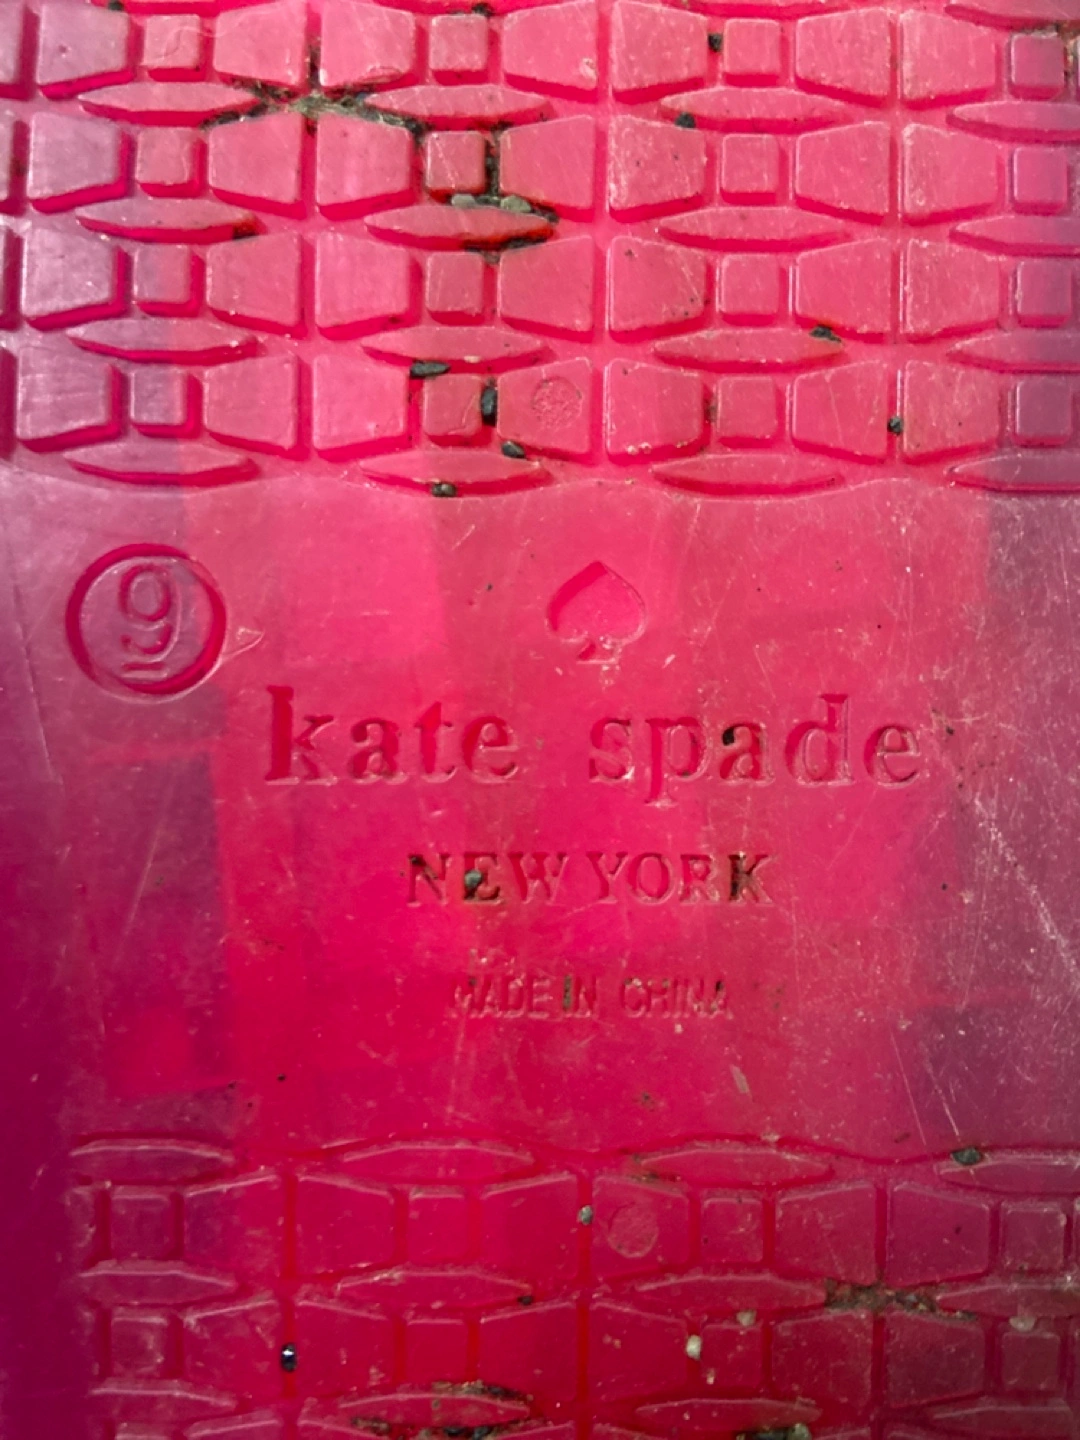 9
kate spade
NEW YORK
MADE IN CHINA